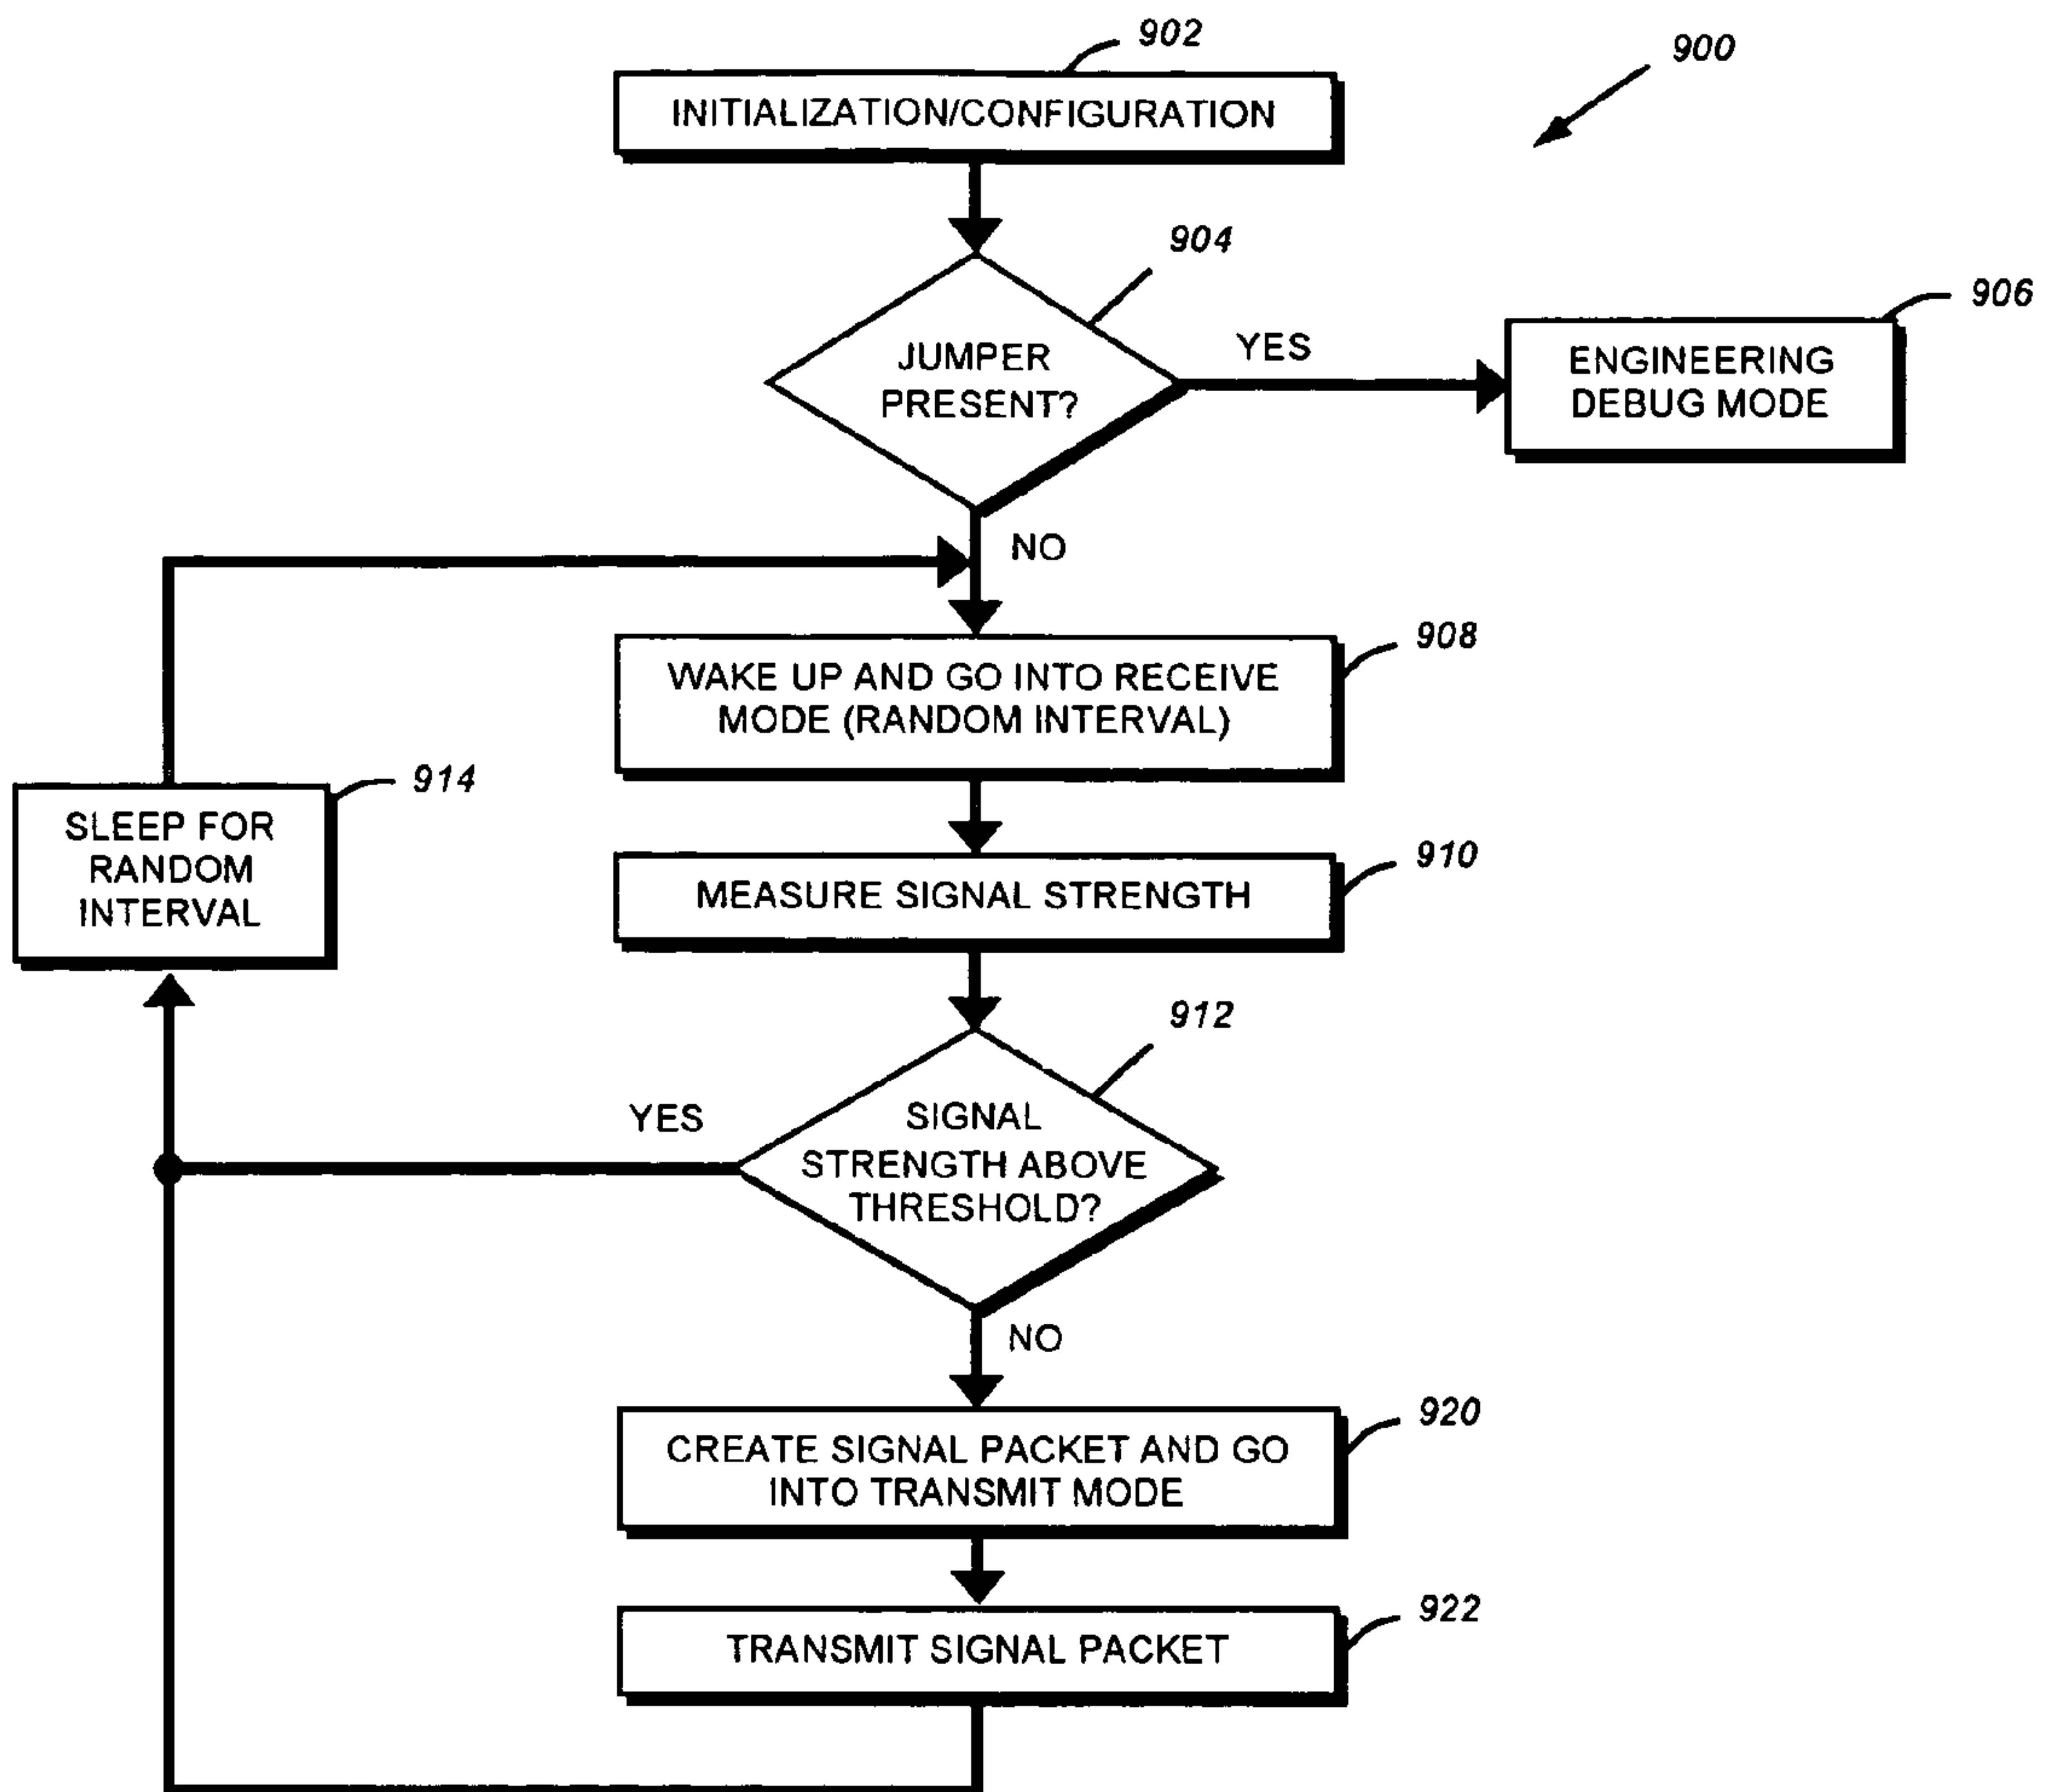 902
900
INITIALIZATION/CONFIGURATION
904
906
JUMPER
PRESENT?
YES
ENGINEERING
DEBUG MODE
NO
908
WAKE UP AND GO INTO RECEIVE
MODE (RANDOM INTERVAL)
914
SLEEP FOR
RANDOM
INTERVAL
910
MEASURE SIGNAL STRENGTH
912
YES
SIGNAL
STRENGTH ABOVE
THRESHOLD?
NO
920
CREATE SIGNAL PACKET AND GO
INTO TRANSMIT MODE
922
TRANSMIT SIGNAL PACKET